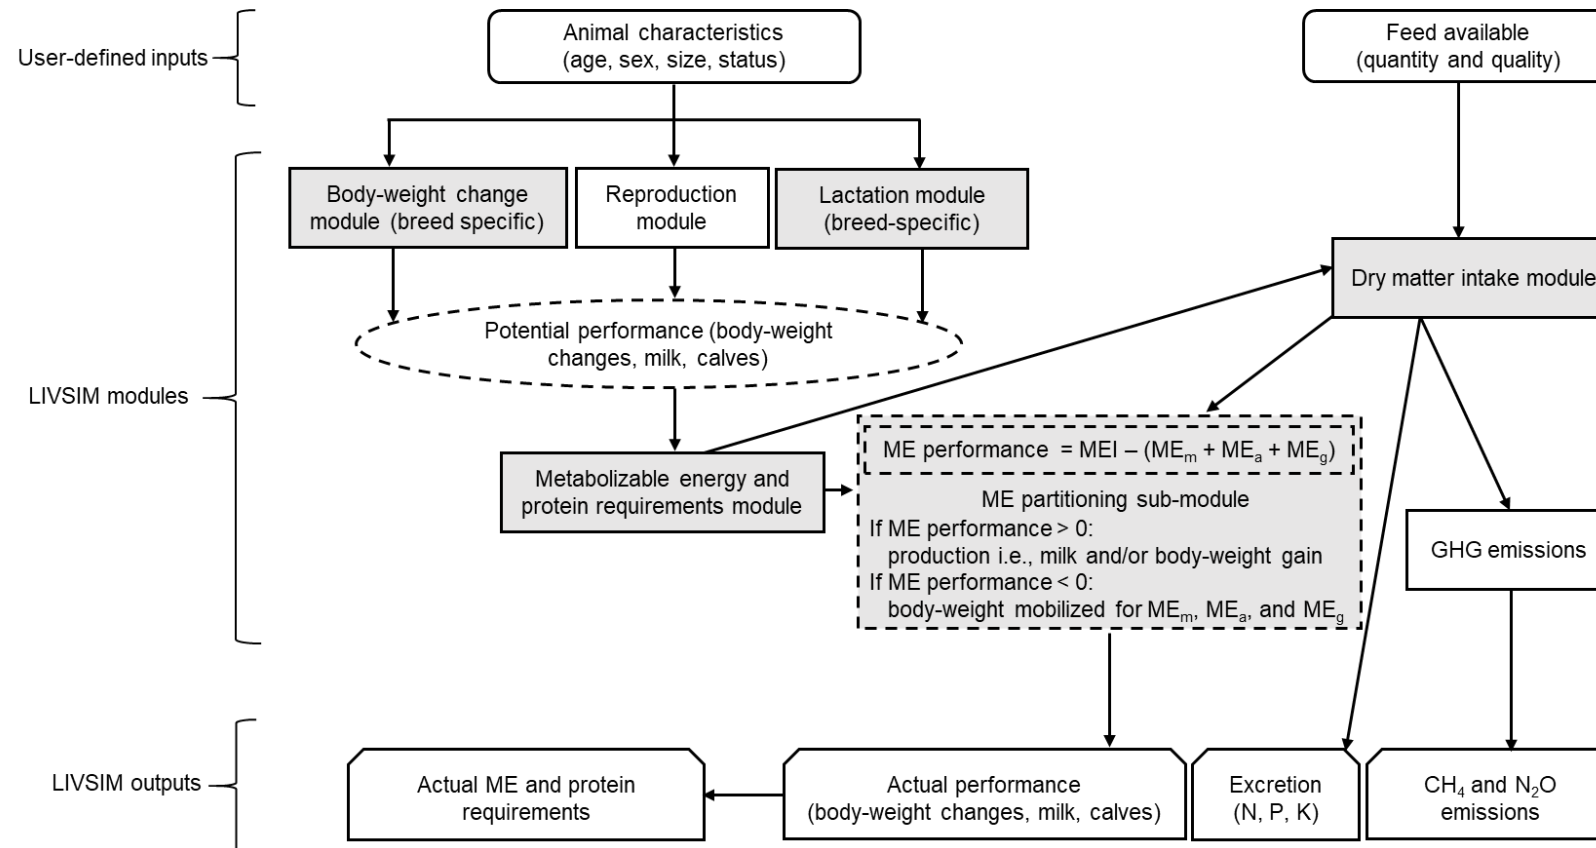 User-defined inputs
Animal characteristics
(age, sex, size, status)
Feed available
(quantity and quality)
LIVSIM modules
Body-weight change
module (breed specific)
Reproduction
module
Lactation module
(breed-specific)
Dry matter intake module
Potential performance (body-weight
changes, milk, calves)
Metabolizable energy and
protein requirements module
ME performance = MEI – (MEₘ + MEₐ + ME_g)
ME partitioning sub-module
If ME performance > 0:
production i.e., milk and/or body-weight gain
If ME performance < 0:
body-weight mobilized for MEₘ, MEₐ, and ME_g
GHG emissions
LIVSIM outputs
Actual ME and protein
requirements
Actual performance
(body-weight changes, milk, calves)
Excretion
(N, P, K)
CH₄ and N₂O
emissions